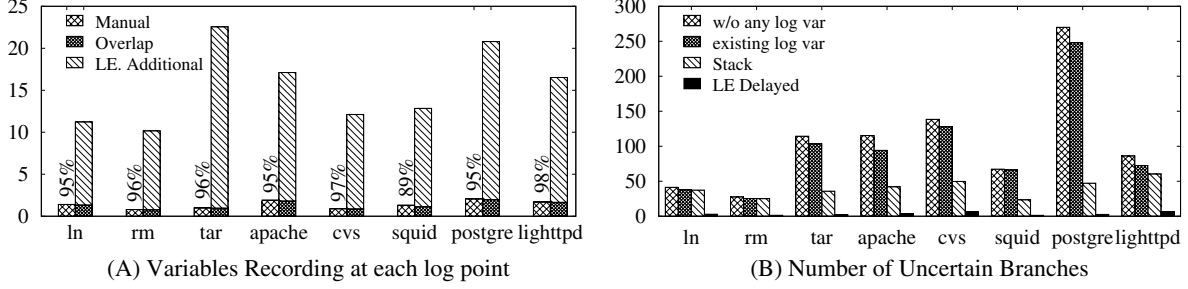 25
20
15
10
5
0
Manual
Overlap
LE. Additional
95%
96%
96%
95%
97%
89%
95%
98%
ln rm tar apache cvs squid postgre lighttpd
(A) Variables Recording at each log point
300
250
200
150
100
50
0
w/o any log var
existing log var
Stack
LE Delayed
ln rm tar apache cvs squid postgre lighttpd
(B) Number of Uncertain Branches